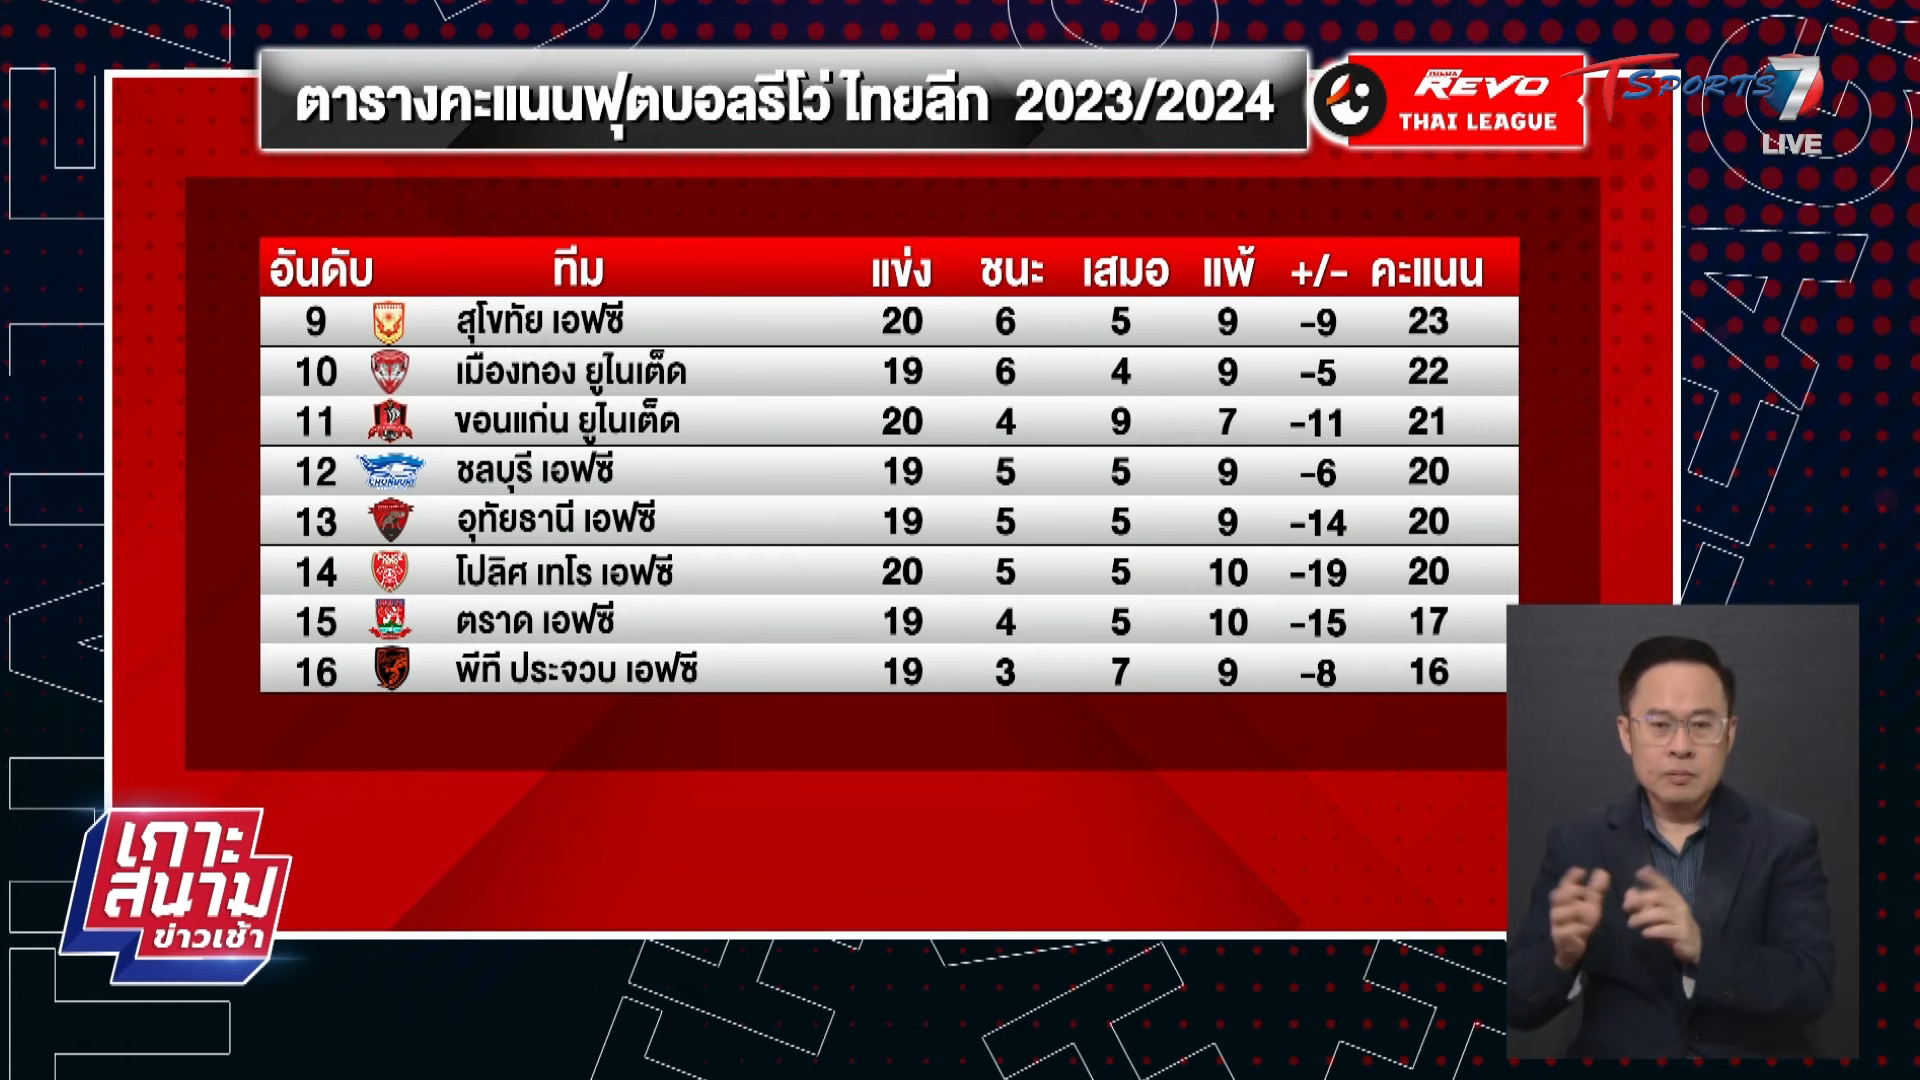 ตารางคะแนนฟุตบอลรีโว่ ไทยลีก 2023/2024
REVO
THAI LEAGUE
TSPORTS 7
LIVE
อันดับ ทีม แข่ง ชนะ เสมอ แพ้ +/- คะแนน
9 สุโขทัย เอฟซี 20 6 5 9 -9 23
10 เมืองทอง ยูไนเต็ด 19 6 4 9 -5 22
11 ขอนแก่น ยูไนเต็ด 20 4 9 7 -11 21
12 ชลบุรี เอฟซี 19 5 5 9 -6 20
13 อุทัยธานี เอฟซี 19 5 5 9 -14 20
14 โปลิศ เทโร เอฟซี 20 5 5 10 -19 20
15 ตราด เอฟซี 19 4 5 10 -15 17
16 พีที ประจวบ เอฟซี 19 3 7 9 -8 16
เกาะ
สนาม
ข่าวเช้า